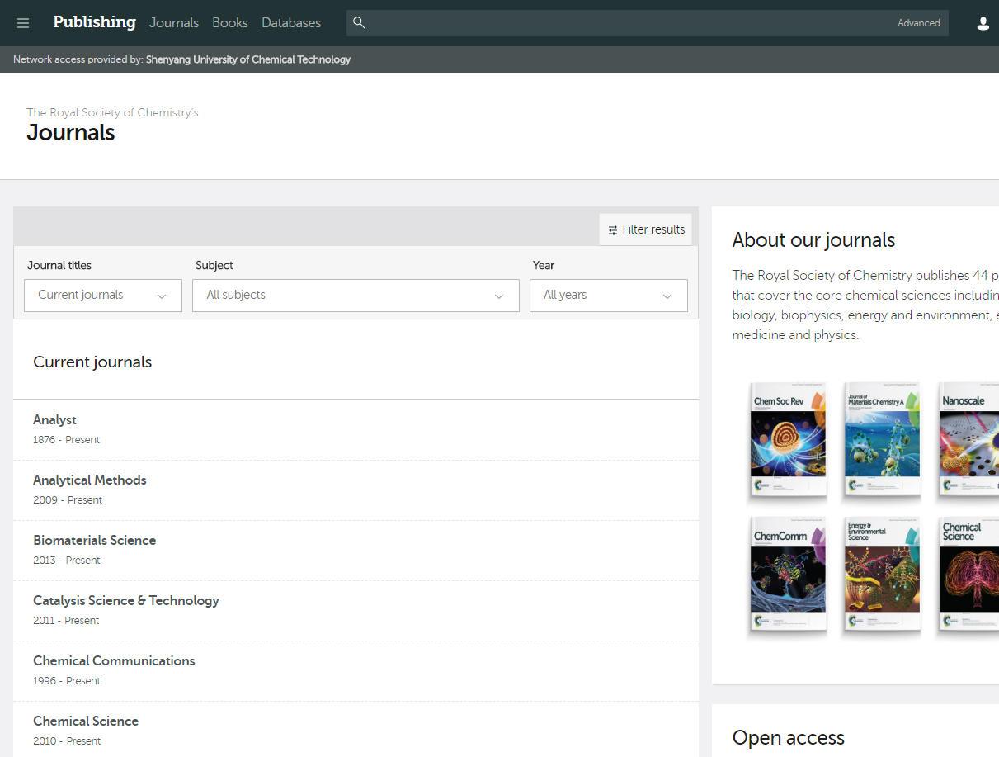 Publishing Journals Books Databases Advanced
Network access provided by: Shenyang University of Chemical Technology
The Royal Society of Chemistry's
Journals
Filter results
Journal titles Subject Year
Current journals All subjects All years
Current journals
Analyst
1876 - Present
Analytical Methods
2009 - Present
Biomaterials Science
2013 - Present
Catalysis Science & Technology
2011 - Present
Chemical Communications
1996 - Present
Chemical Science
2010 - Present
About our journals
The Royal Society of Chemistry publishes 44 p
that cover the core chemical sciences includin
biology, biophysics, energy and environment, e
medicine and physics.
Chem Soc Rev
Journal of
Materials Chemistry A
Nanoscale
ChemComm
Energy &
Environmental
Science
Chemical
Science
Open access